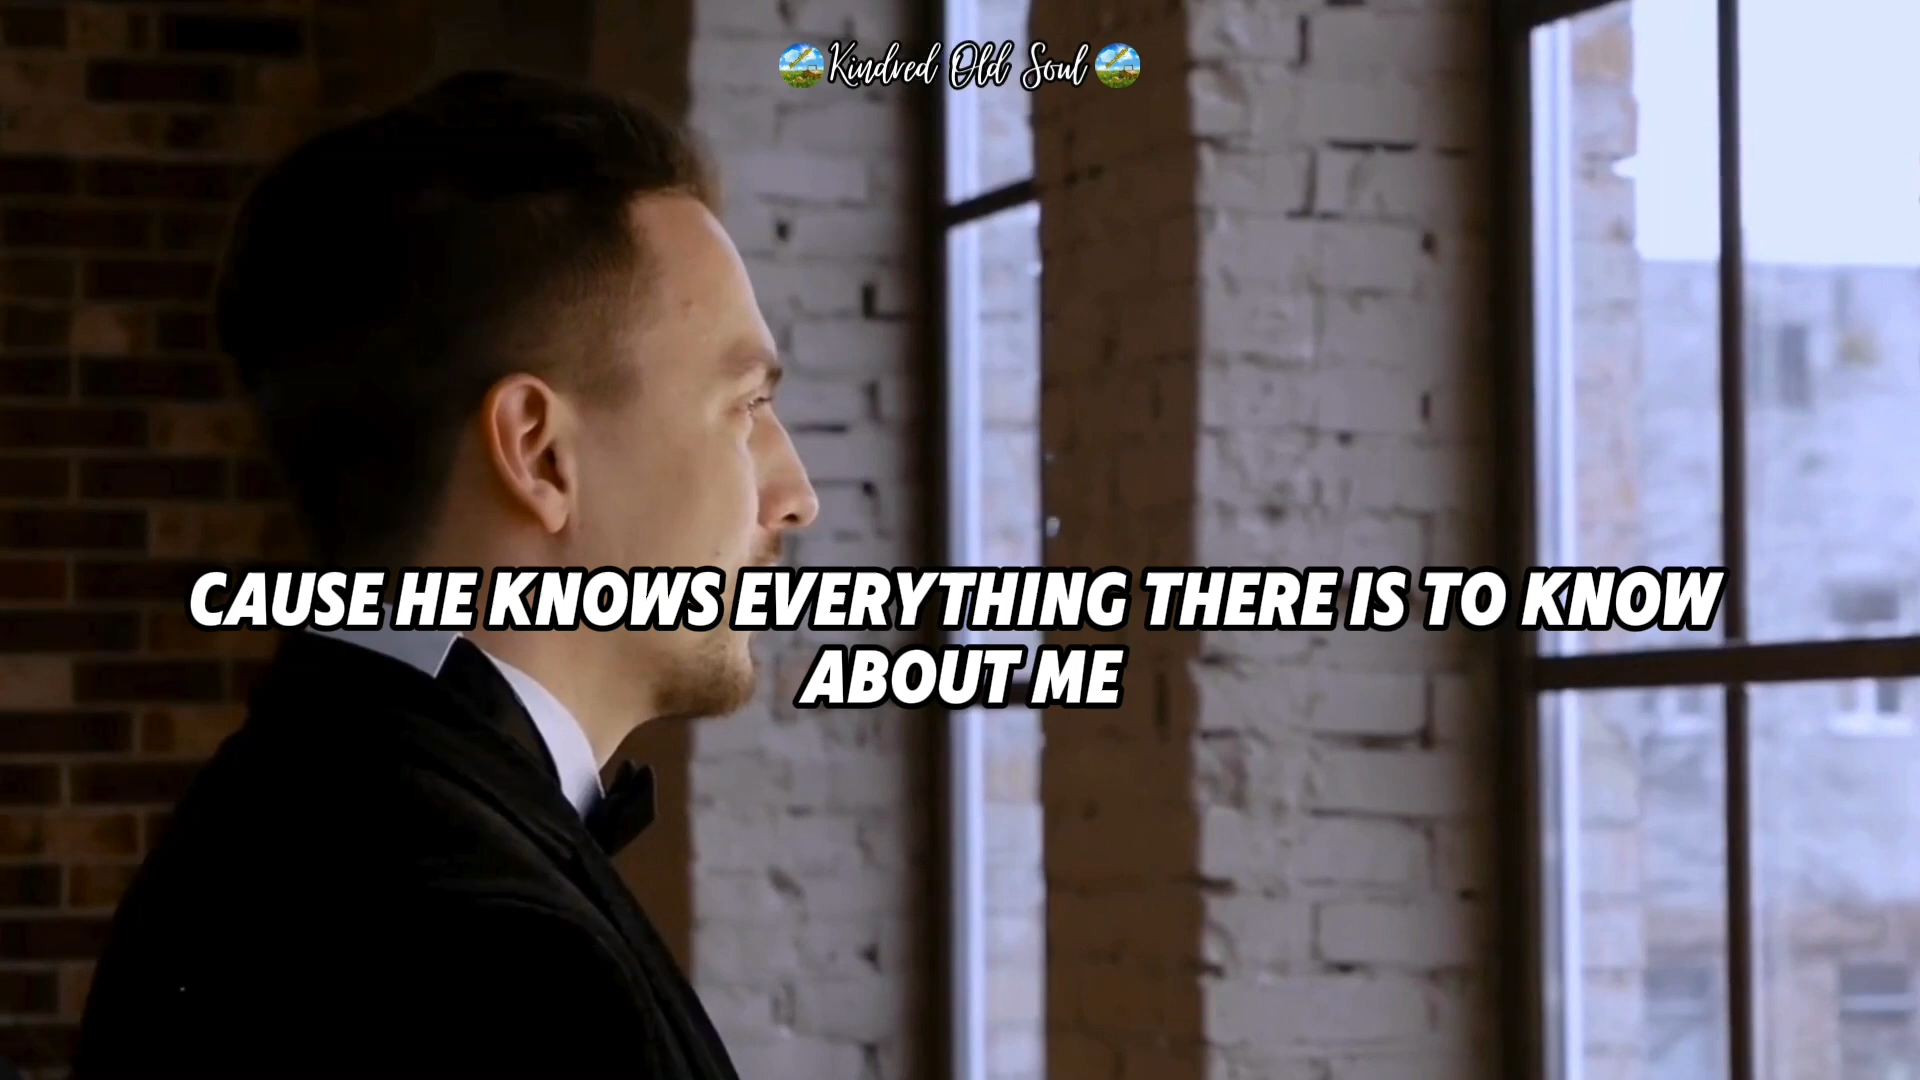 Kindred Old Soul
CAUSE HE KNOWS EVERYTHING THERE IS TO KNOW
ABOUT ME